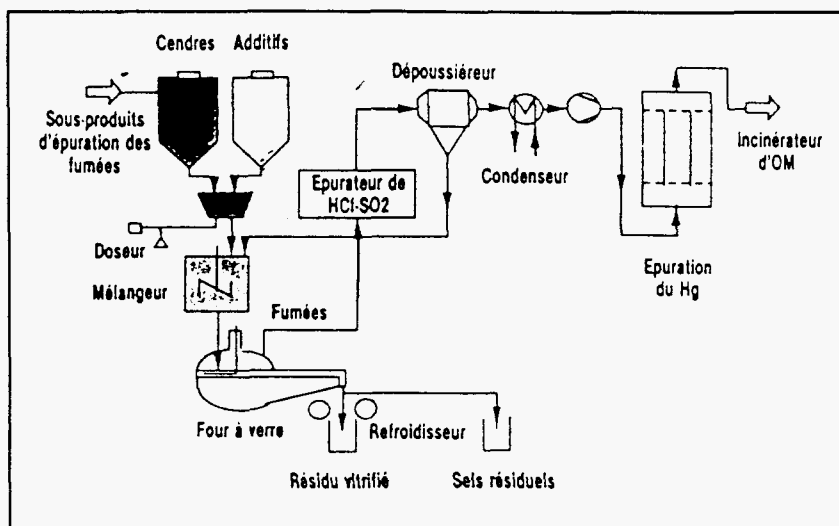 Cendres Additifs
Sous-produits
d'épuration des
fumées
Dépoussiéreur
Incinérateur
d'OM
Condenseur
Epurateur de
HCl-SO2
Doseur
Mélangeur
Epuration
du Hg
Fumées
Four à verre
Refroidisseur
Résidu vitrifié
Sels résiduels